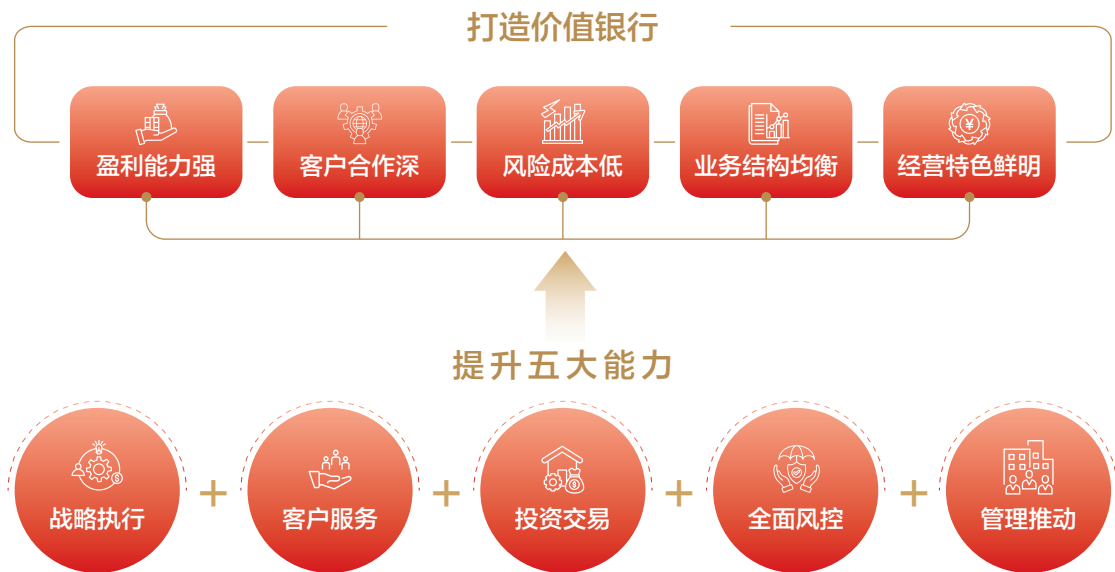 打造价值银行
盈利能力强
客户合作深
风险成本低
业务结构均衡
经营特色鲜明
提升五大能力
战略执行
+
客户服务
+
投资交易
+
全面风控
+
管理推动